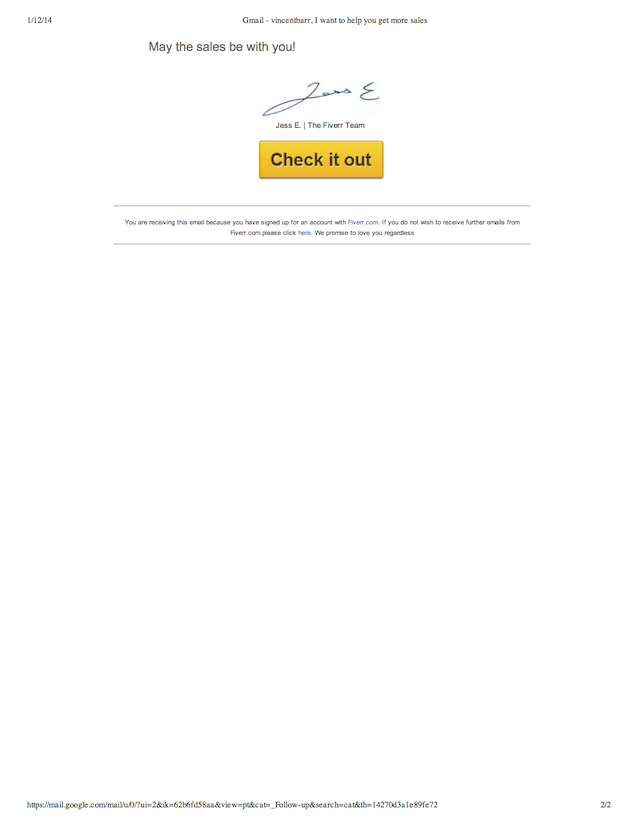 1/12/14 Gmail - vincentbarr, I want to help you get more sales
May the sales be with you!
Jess E
Jess E. | The Fiverr Team
Check it out
You are receiving this email because you have signed up for an account with Fiverr.com. If you do not wish to receive further emails from
Fiverr.com please click here. We promise to love you regardless
https://mail.google.com/mail/u/0/?ui=2&ik=62b6fd58aa&view=pt&cat=_Follow-up&search=cat&th=14270d3a1e89fe72 2/2